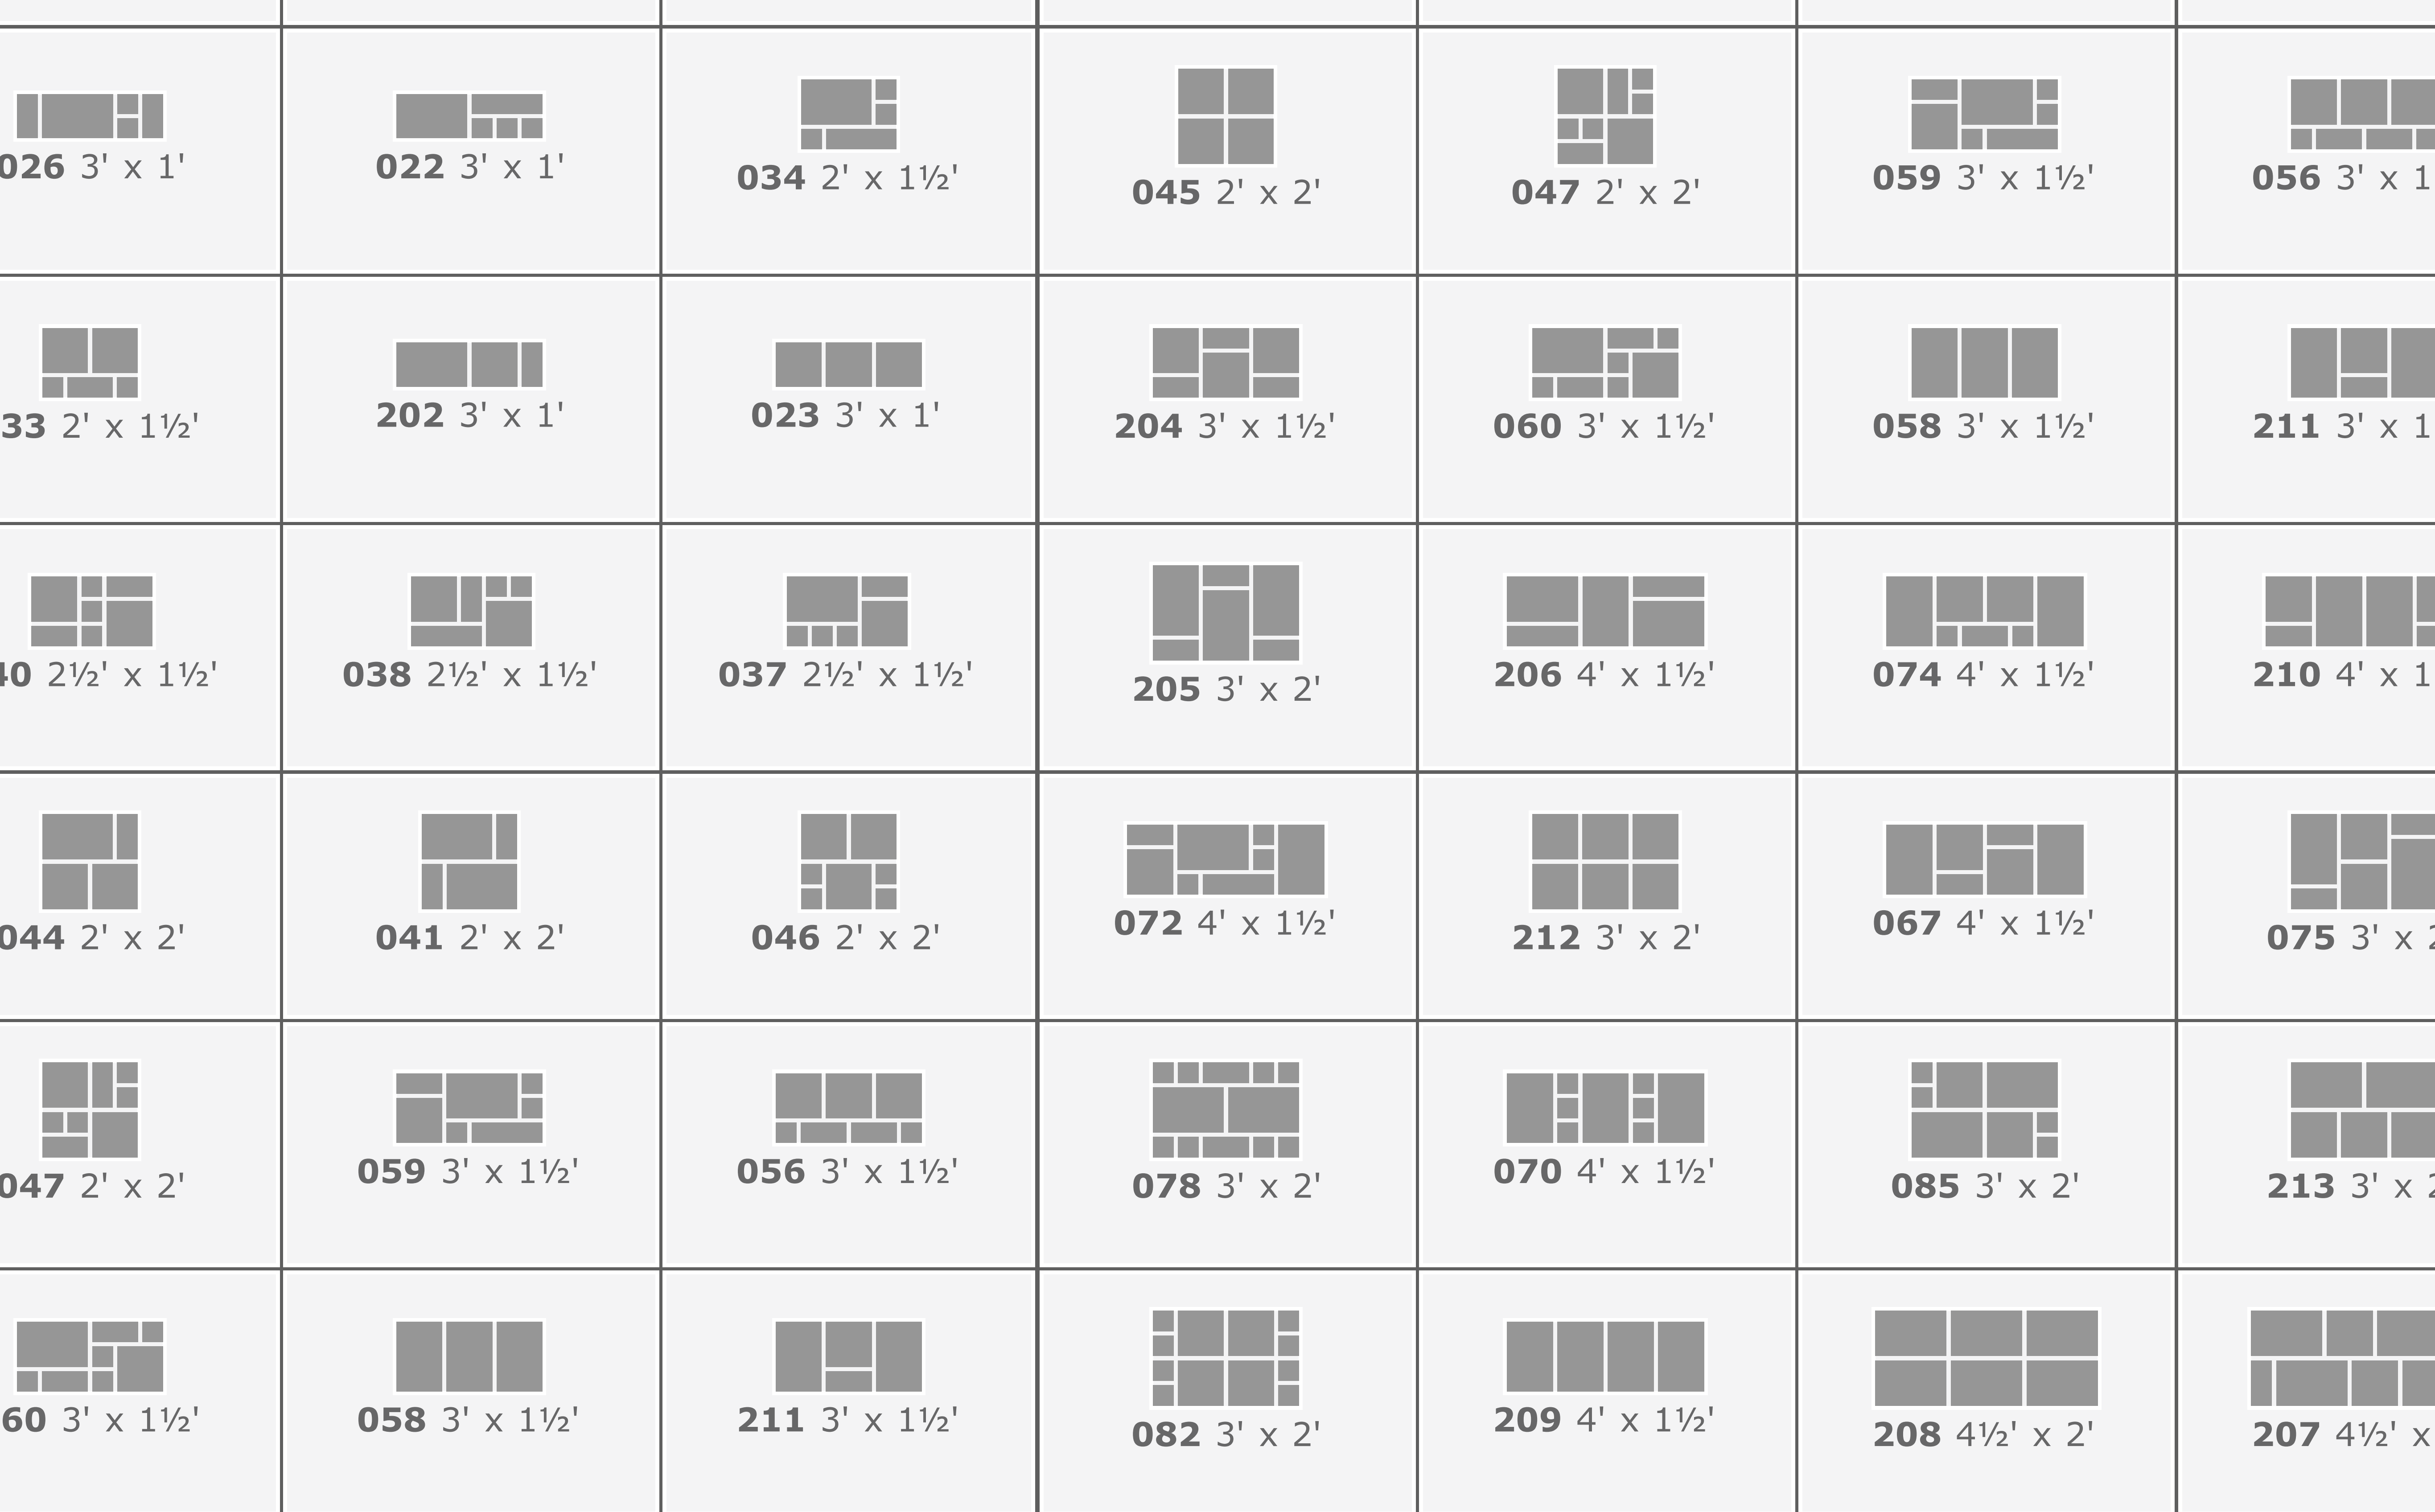 026 3' x 1'
022 3' x 1'
034 2' x 1½'
045 2' x 2'
047 2' x 2'
059 3' x 1½'
056 3' x 1
33 2' x 1½'
202 3' x 1'
023 3' x 1'
204 3' x 1½'
060 3' x 1½'
058 3' x 1½'
211 3' x 1
40 2½' x 1½'
038 2½' x 1½'
037 2½' x 1½'
205 3' x 2'
206 4' x 1½'
074 4' x 1½'
210 4' x 1
044 2' x 2'
041 2' x 2'
046 2' x 2'
072 4' x 1½'
212 3' x 2'
067 4' x 1½'
075 3' x 2
047 2' x 2'
059 3' x 1½'
056 3' x 1½'
078 3' x 2'
070 4' x 1½'
085 3' x 2'
213 3' x 2
60 3' x 1½'
058 3' x 1½'
211 3' x 1½'
082 3' x 2'
209 4' x 1½'
208 4½' x 2'
207 4½' x